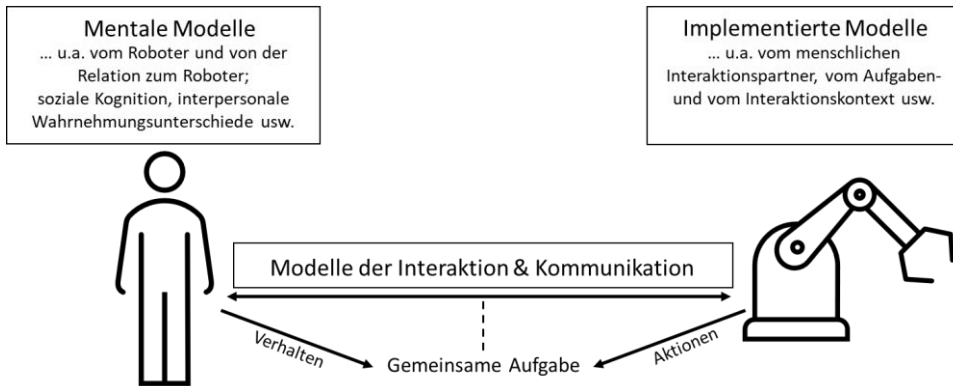 Mentale Modelle
... u.a. vom Roboter und von der
Relation zum Roboter;
soziale Kognition, interpersonale
Wahrnehmungsunterschiede usw.
Implementierte Modelle
... u.a. vom menschlichen
Interaktionspartner, vom Aufgaben-
und vom Interaktionskontext usw.
Modelle der Interaktion & Kommunikation
Verhalten
Gemeinsame Aufgabe
Aktionen